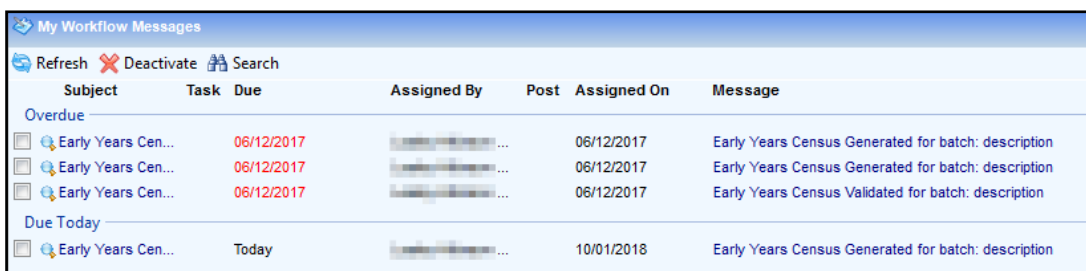 My Workflow Messages
Refresh Deactivate Search
Subject Task Due Assigned By Post Assigned On Message
Overdue
Early Years Cen... 06/12/2017 ... 06/12/2017 Early Years Census Generated for batch: description
Early Years Cen... 06/12/2017 ... 06/12/2017 Early Years Census Generated for batch: description
Early Years Cen... 06/12/2017 ... 06/12/2017 Early Years Census Validated for batch: description
Due Today
Early Years Cen... Today ... 10/01/2018 Early Years Census Generated for batch: description